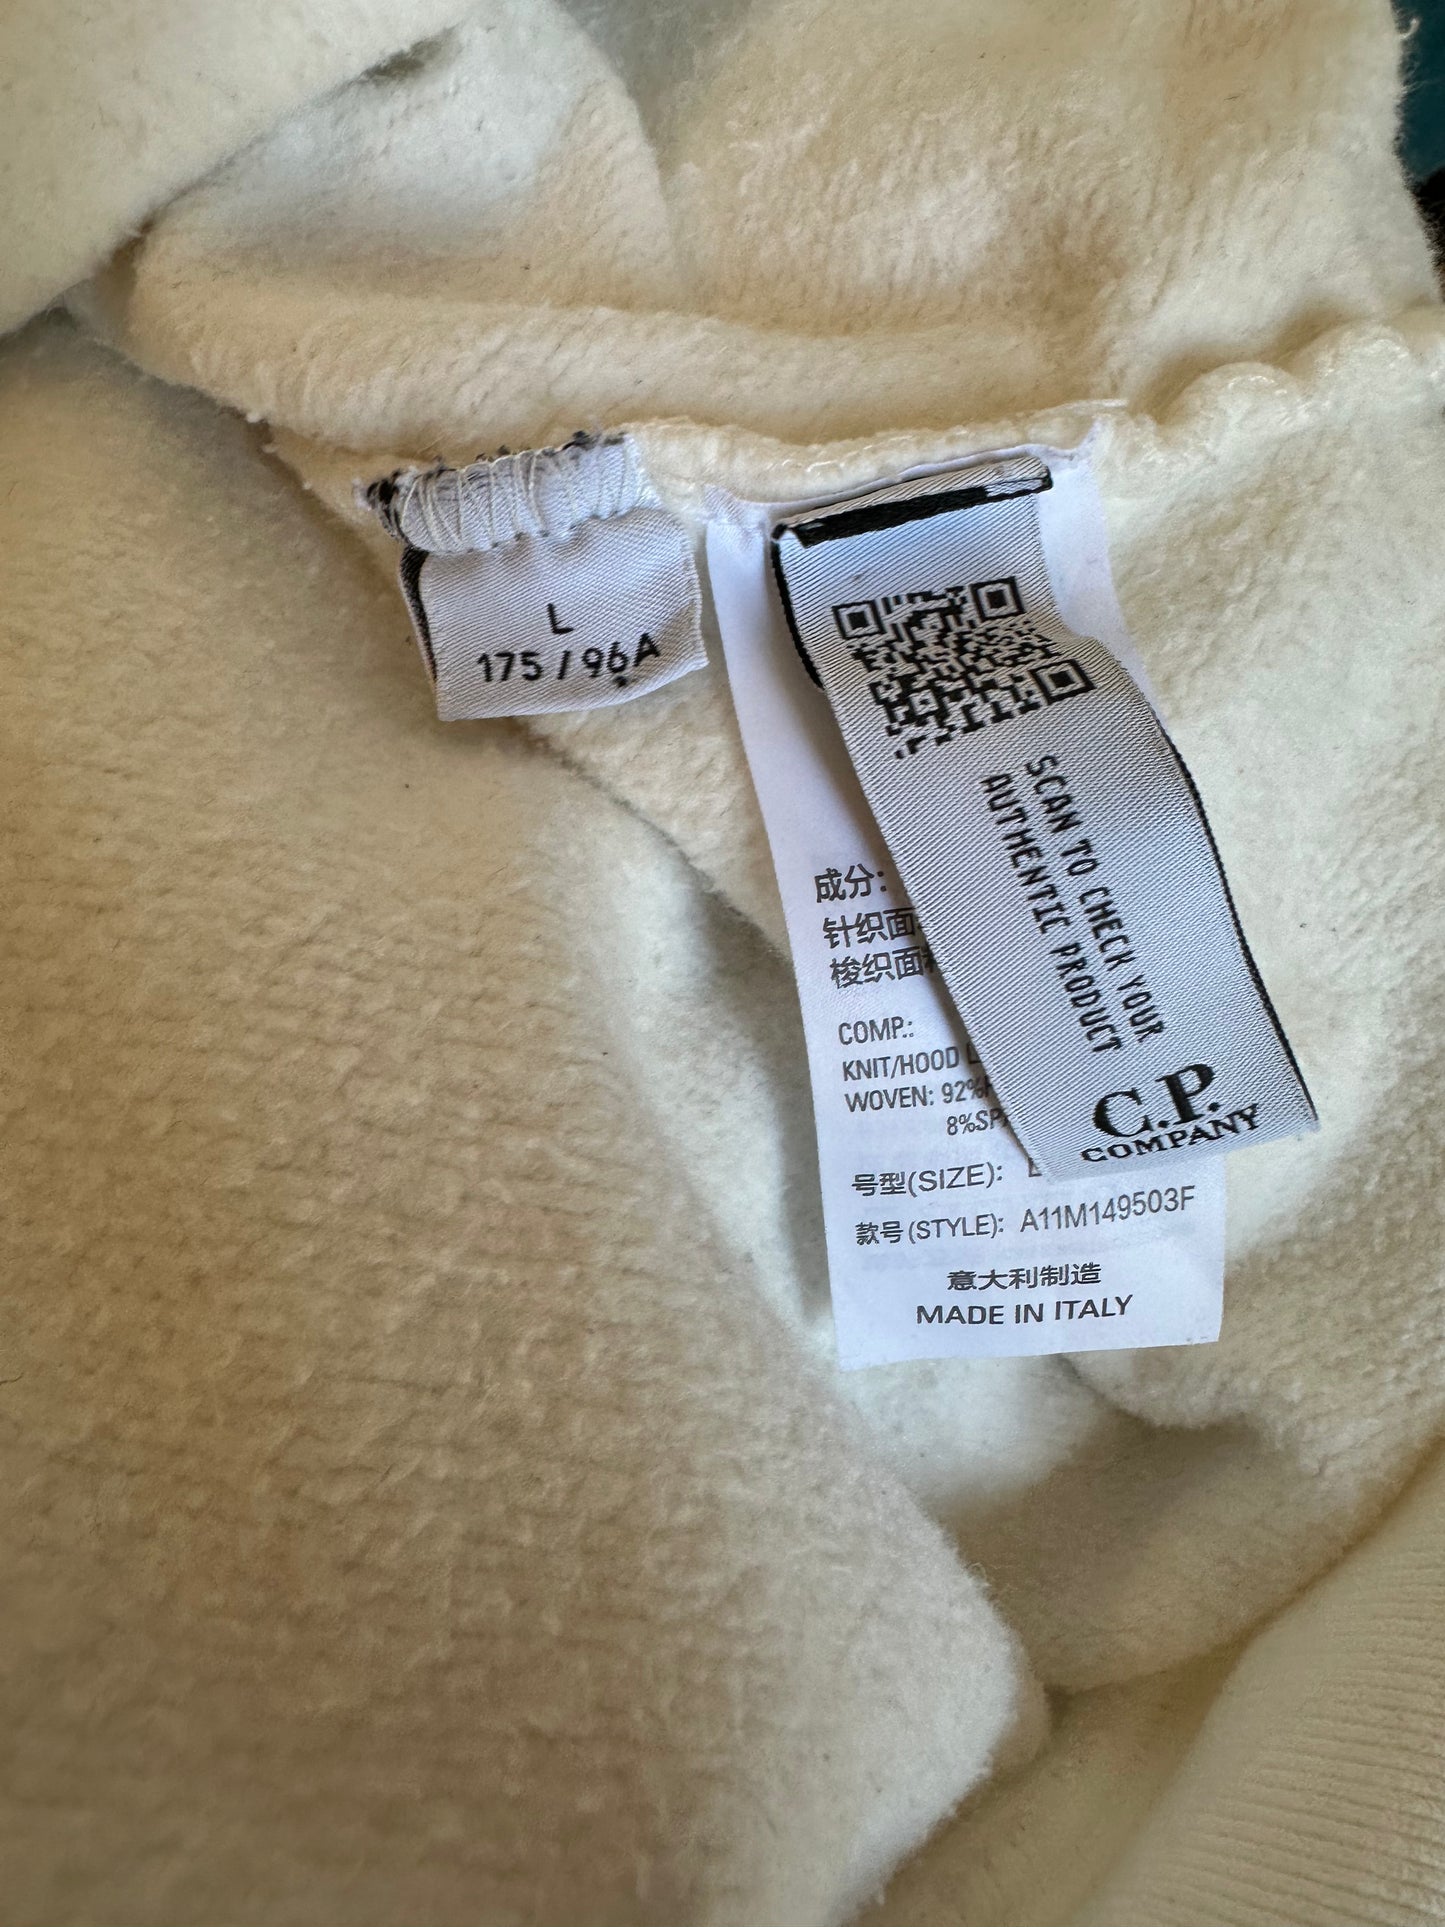 L
175 / 96A
SCAN TO CHECK YOUR
AUTHENTIC PRODUCT
C.P.
COMPANY
成分:
针织面
梭织面
COMP.:
KNIT/HOOD
WOVEN: 92%
8%SP
号型(SIZE):
款号(STYLE): A11M149503F
意大利制造
MADE IN ITALY